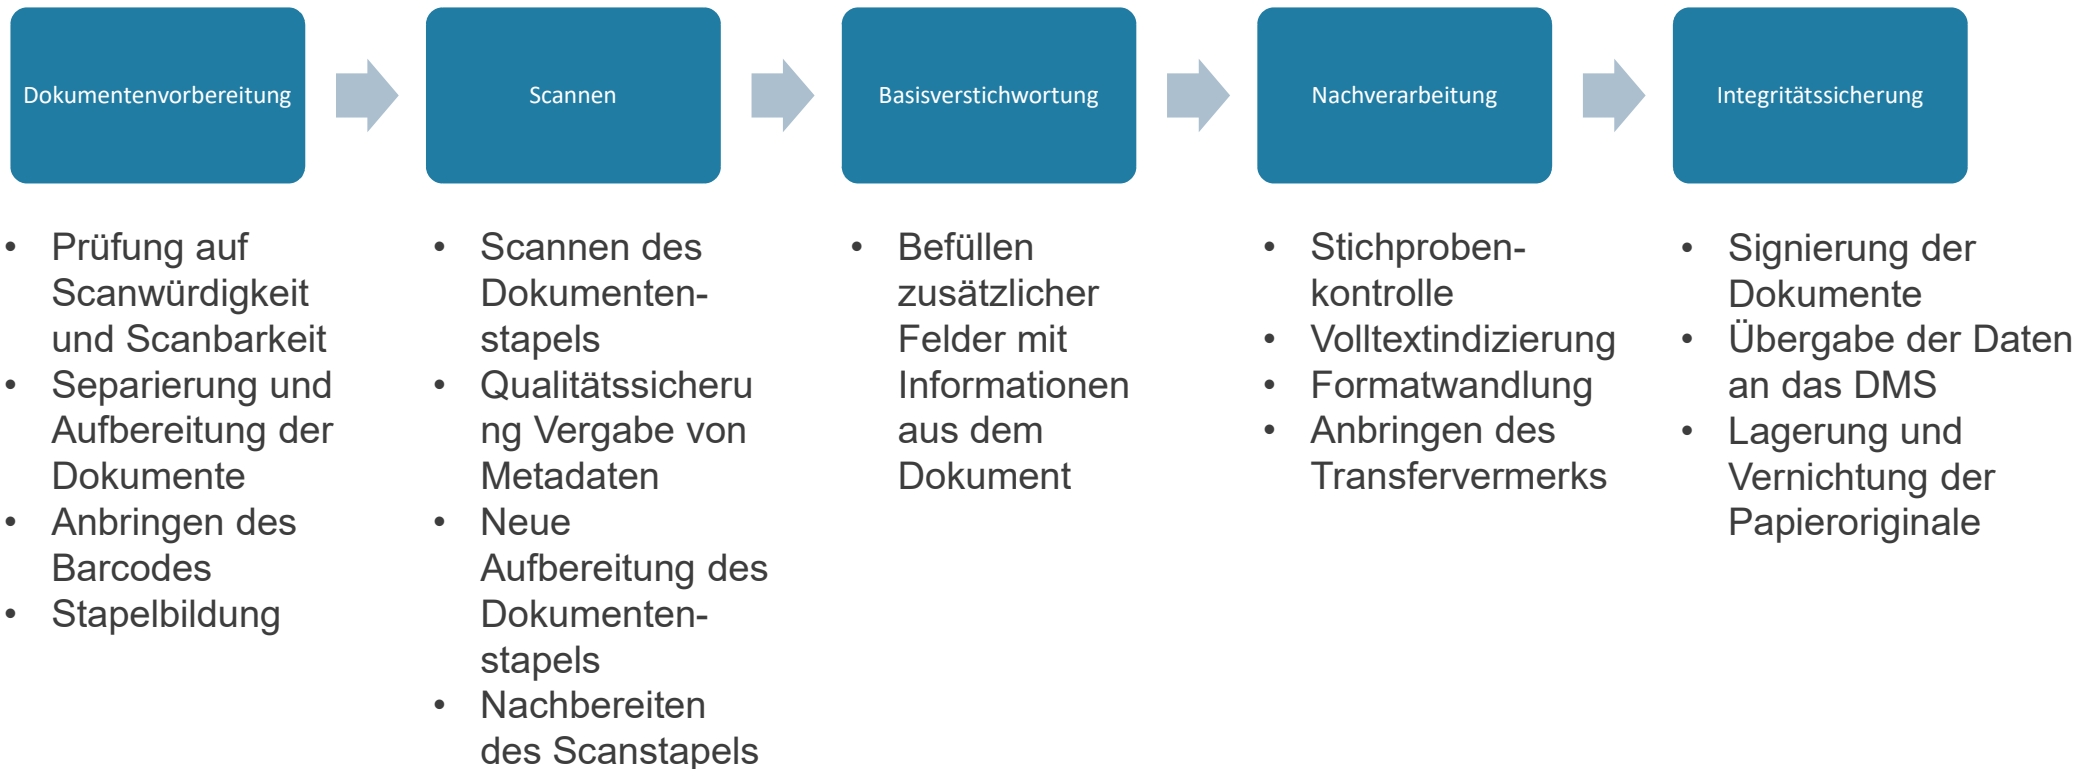 Dokumentenvorbereitung
Scannen
Basisverstichwortung
Nachverarbeitung
Integritätssicherung
• Prüfung auf
Scanwürdigkeit
und Scanbarkeit
• Separierung und
Aufbereitung der
Dokumente
• Anbringen des
Barcodes
• Stapelbildung
• Scannen des
Dokumenten-
stapels
• Qualitätssicheru
ng Vergabe von
Metadaten
• Neue
Aufbereitung des
Dokumenten-
stapels
• Nachbereiten
des Scanstapels
• Befüllen
zusätzlicher
Felder mit
Informationen
aus dem
Dokument
• Stichproben-
kontrolle
• Volltextindizierung
• Formatwandlung
• Anbringen des
Transfervermerks
• Signierung der
Dokumente
• Übergabe der Daten
an das DMS
• Lagerung und
Vernichtung der
Papieroriginale